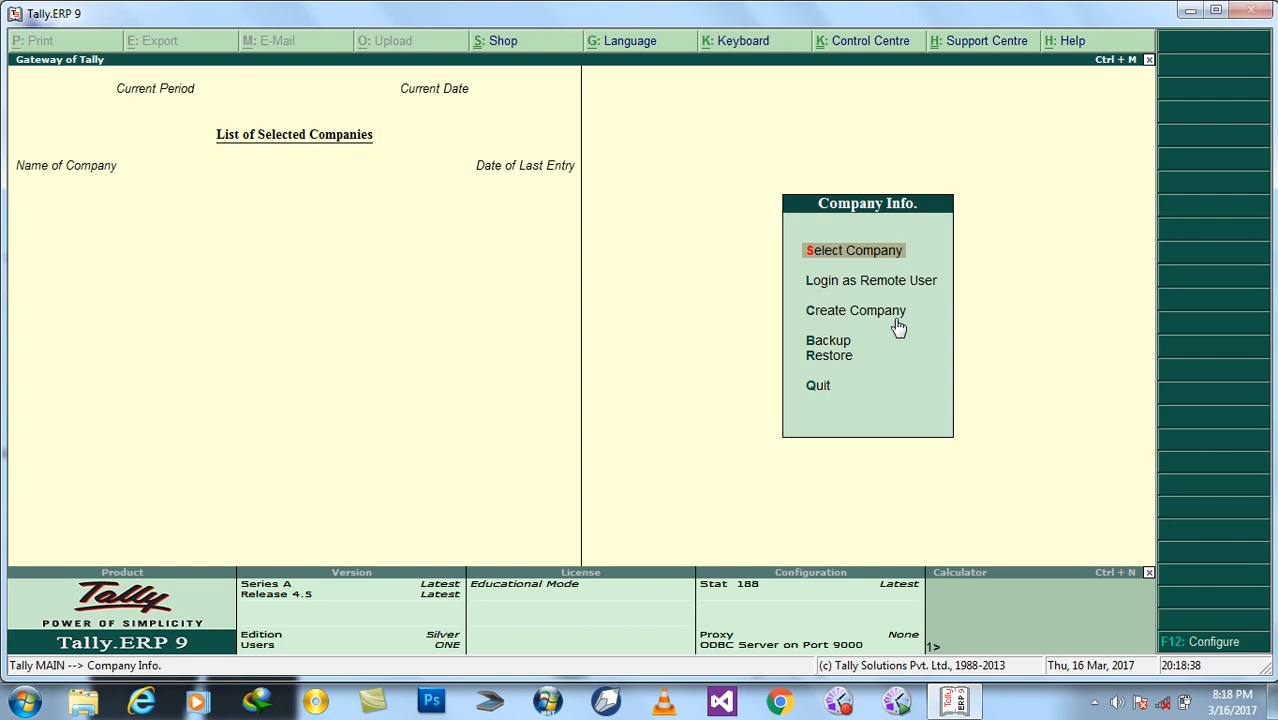 Tally.ERP 9
P: Print E: Export M: E-Mail O: Upload S: Shop G: Language K: Keyboard K: Control Centre H: Support Centre H: Help
Gateway of Tally Ctrl + M
Current Period Current Date
List of Selected Companies
Name of Company Date of Last Entry
Company Info.
Select Company
Login as Remote User
Create Company
Backup
Restore
Quit
Product Version License Configuration Calculator Ctrl + N
Tally
POWER OF SIMPLICITY
Tally.ERP 9
Series A Latest
Release 4.5 Latest
Edition Silver
Users ONE
Educational Mode
Stat 188 Latest
Proxy None
ODBC Server on Port 9000
1>
F12: Configure
Tally MAIN --> Company Info. (c) Tally Solutions Pvt. Ltd., 1988-2013 Thu, 16 Mar, 2017 20:18:38
Ps
TALLY ERP 9
8:18 PM
3/16/2017